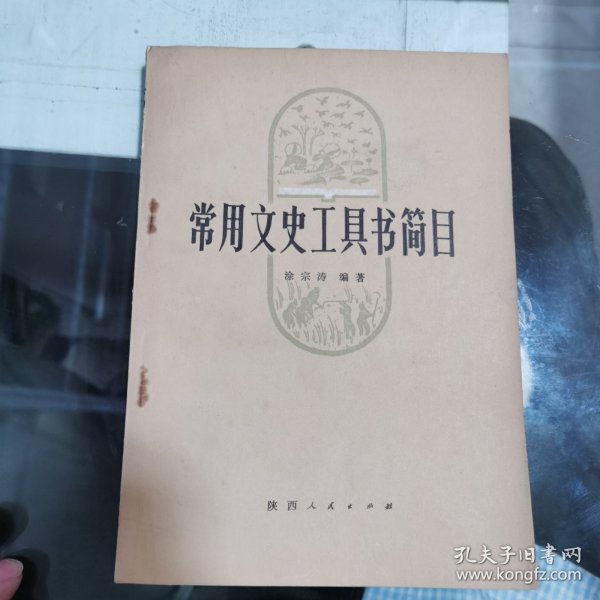 常用文史工具书简目
涂宗涛 编著
陕西人民出版社
孔夫子旧书网
www.kongfz.com